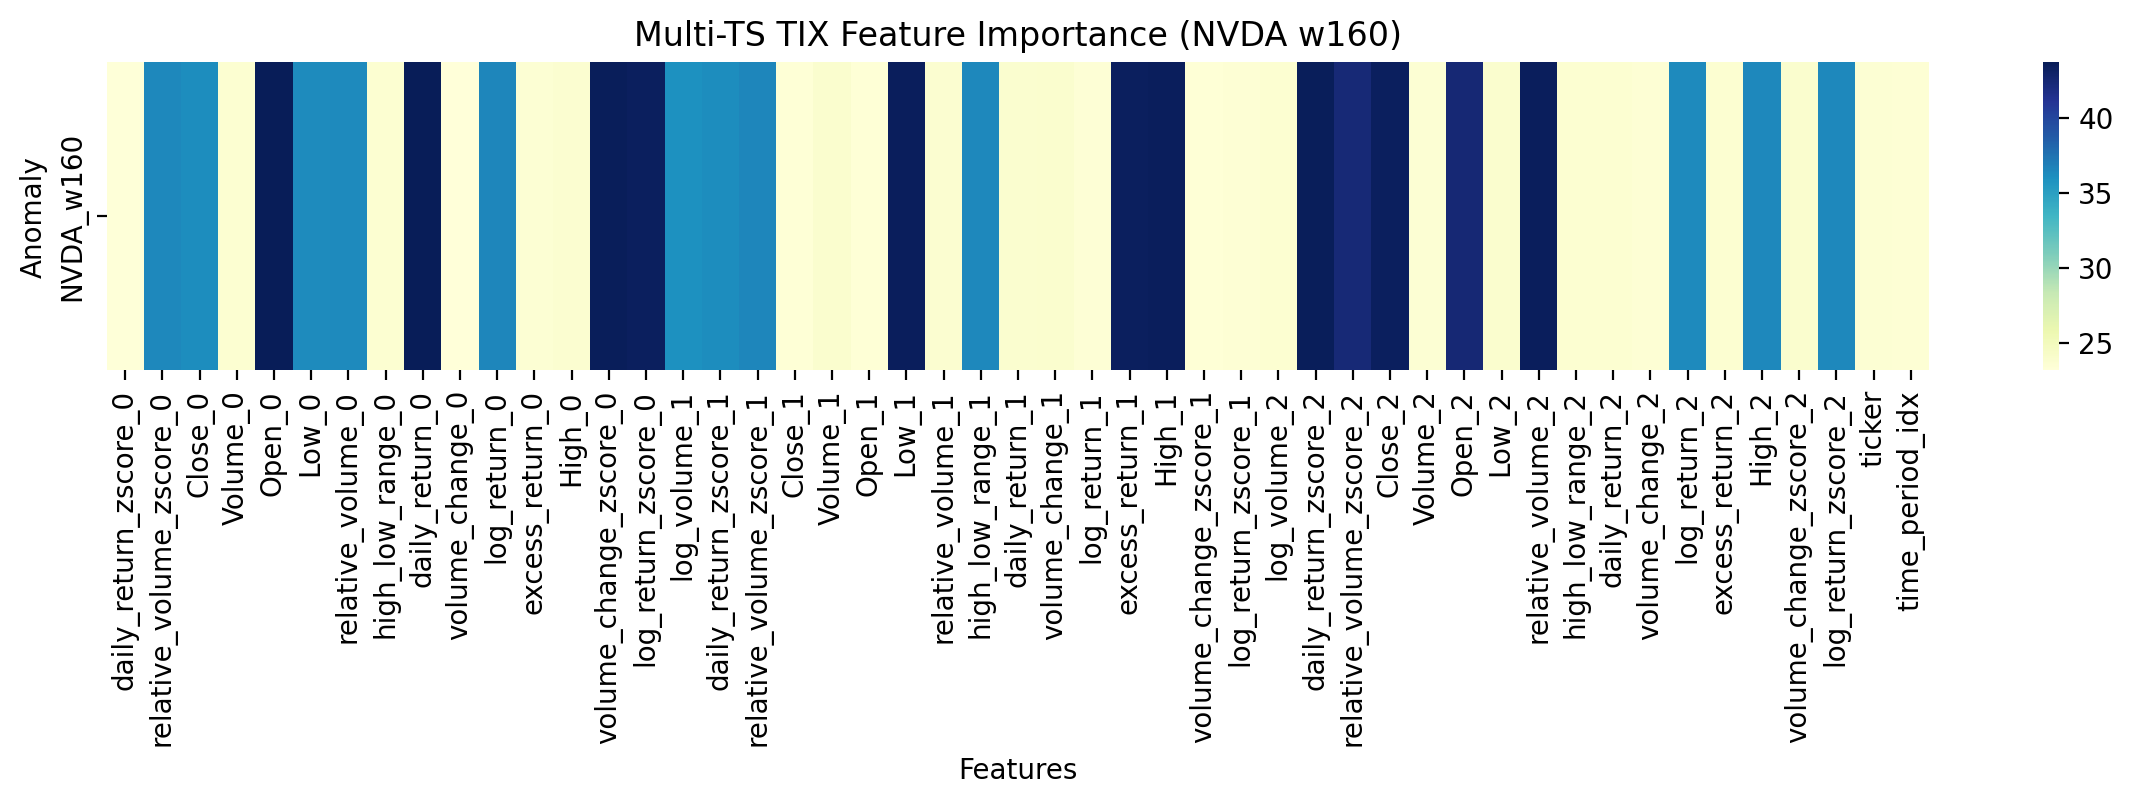 Multi-TS TIX Feature Importance (NVDA w160)
Anomaly
NVDA_w160
40
35
30
25
daily_return_zscore_0
relative_volume_zscore_0
Close_0
Volume_0
Open_0
Low_0
relative_volume_0
high_low_range_0
daily_return_0
volume_change_0
log_return_0
excess_return_0
High_0
volume_change_zscore_0
log_return_zscore_0
log_volume_1
daily_return_zscore_1
relative_volume_zscore_1
Close_1
Volume_1
Open_1
Low_1
relative_volume_1
high_low_range_1
daily_return_1
volume_change_1
log_return_1
excess_return_1
High_1
volume_change_zscore_1
log_return_zscore_1
log_volume_2
daily_return_zscore_2
relative_volume_zscore_2
Close_2
Volume_2
Open_2
Low_2
relative_volume_2
high_low_range_2
daily_return_2
volume_change_2
log_return_2
excess_return_2
High_2
volume_change_zscore_2
log_return_zscore_2
ticker
time_period_idx
Features